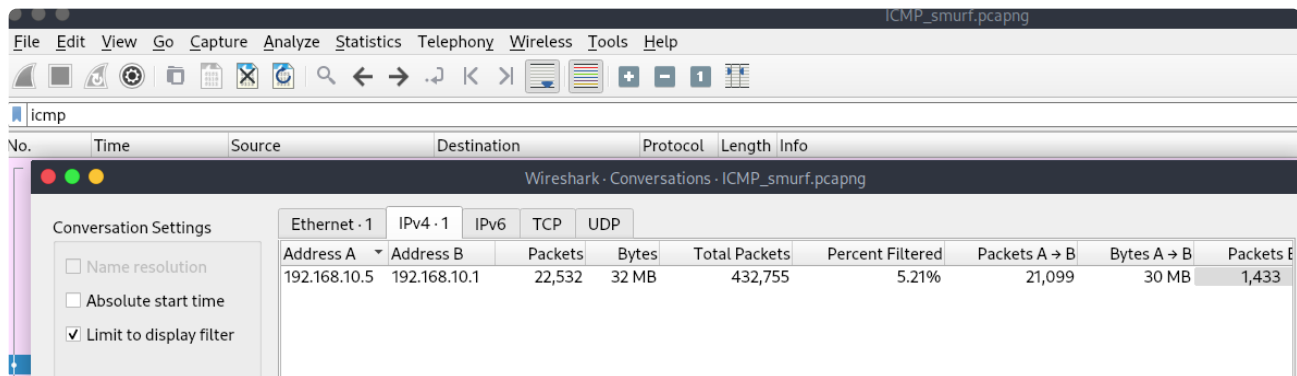 ICMP_smurf.pcapng
File Edit View Go Capture Analyze Statistics Telephony Wireless Tools Help
1
icmp
No. Time Source Destination Protocol Length Info
Wireshark · Conversations · ICMP_smurf.pcapng
Conversation Settings
Ethernet · 1 IPv4 · 1 IPv6 TCP UDP
Address A Address B Packets Bytes Total Packets Percent Filtered Packets A → B Bytes A → B Packets
Name resolution
192.168.10.5 192.168.10.1 22,532 32 MB 432,755 5.21% 21,099 30 MB 1,433
Absolute start time
Limit to display filter